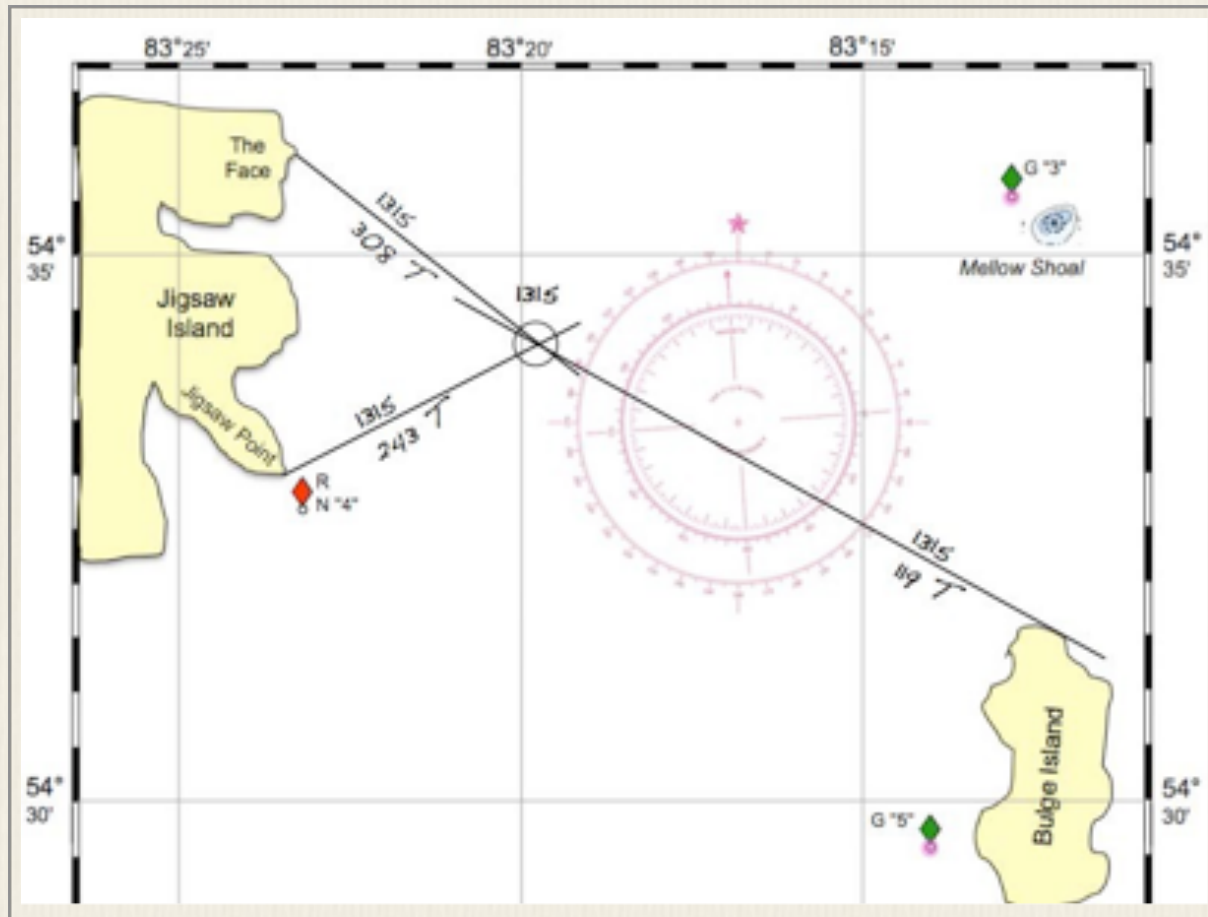 83°25' 83°20' 83°15'
The
Face
G "3"
1315
308 T
54°
35'
54°
35'
Mellow Shoal
Jigsaw
Island
1315
Jigsaw Point
1315
243 T
R
N "4"
1315
119 T
Bulge Island
54°
30'
54°
30'
G "5"